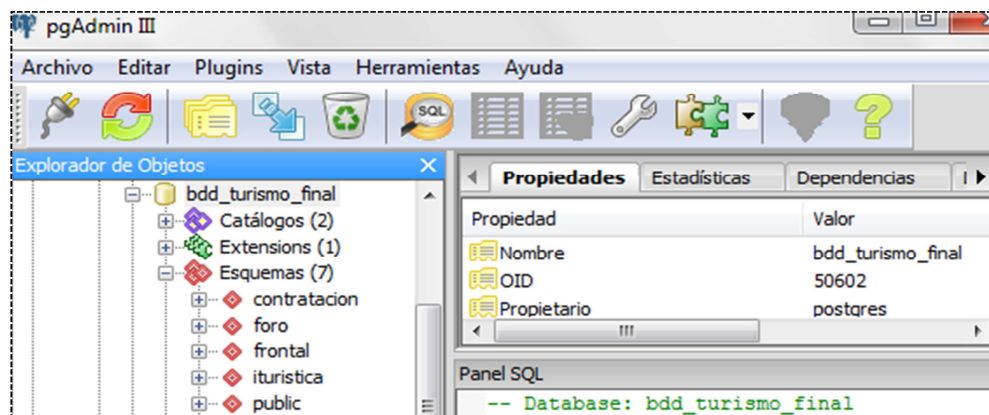 pgAdmin III
Archivo Editar Plugins Vista Herramientas Ayuda
SQL
Explorador de Objetos
bdd_turismo_final
Catálogos (2)
Extensions (1)
Esquemas (7)
contratacion
foro
frontal
ituristica
public
Propiedades Estadísticas Dependencias
Propiedad Valor
Nombre bdd_turismo_final
OID 50602
Propietario postgres
Panel SQL
-- Database: bdd_turismo_final